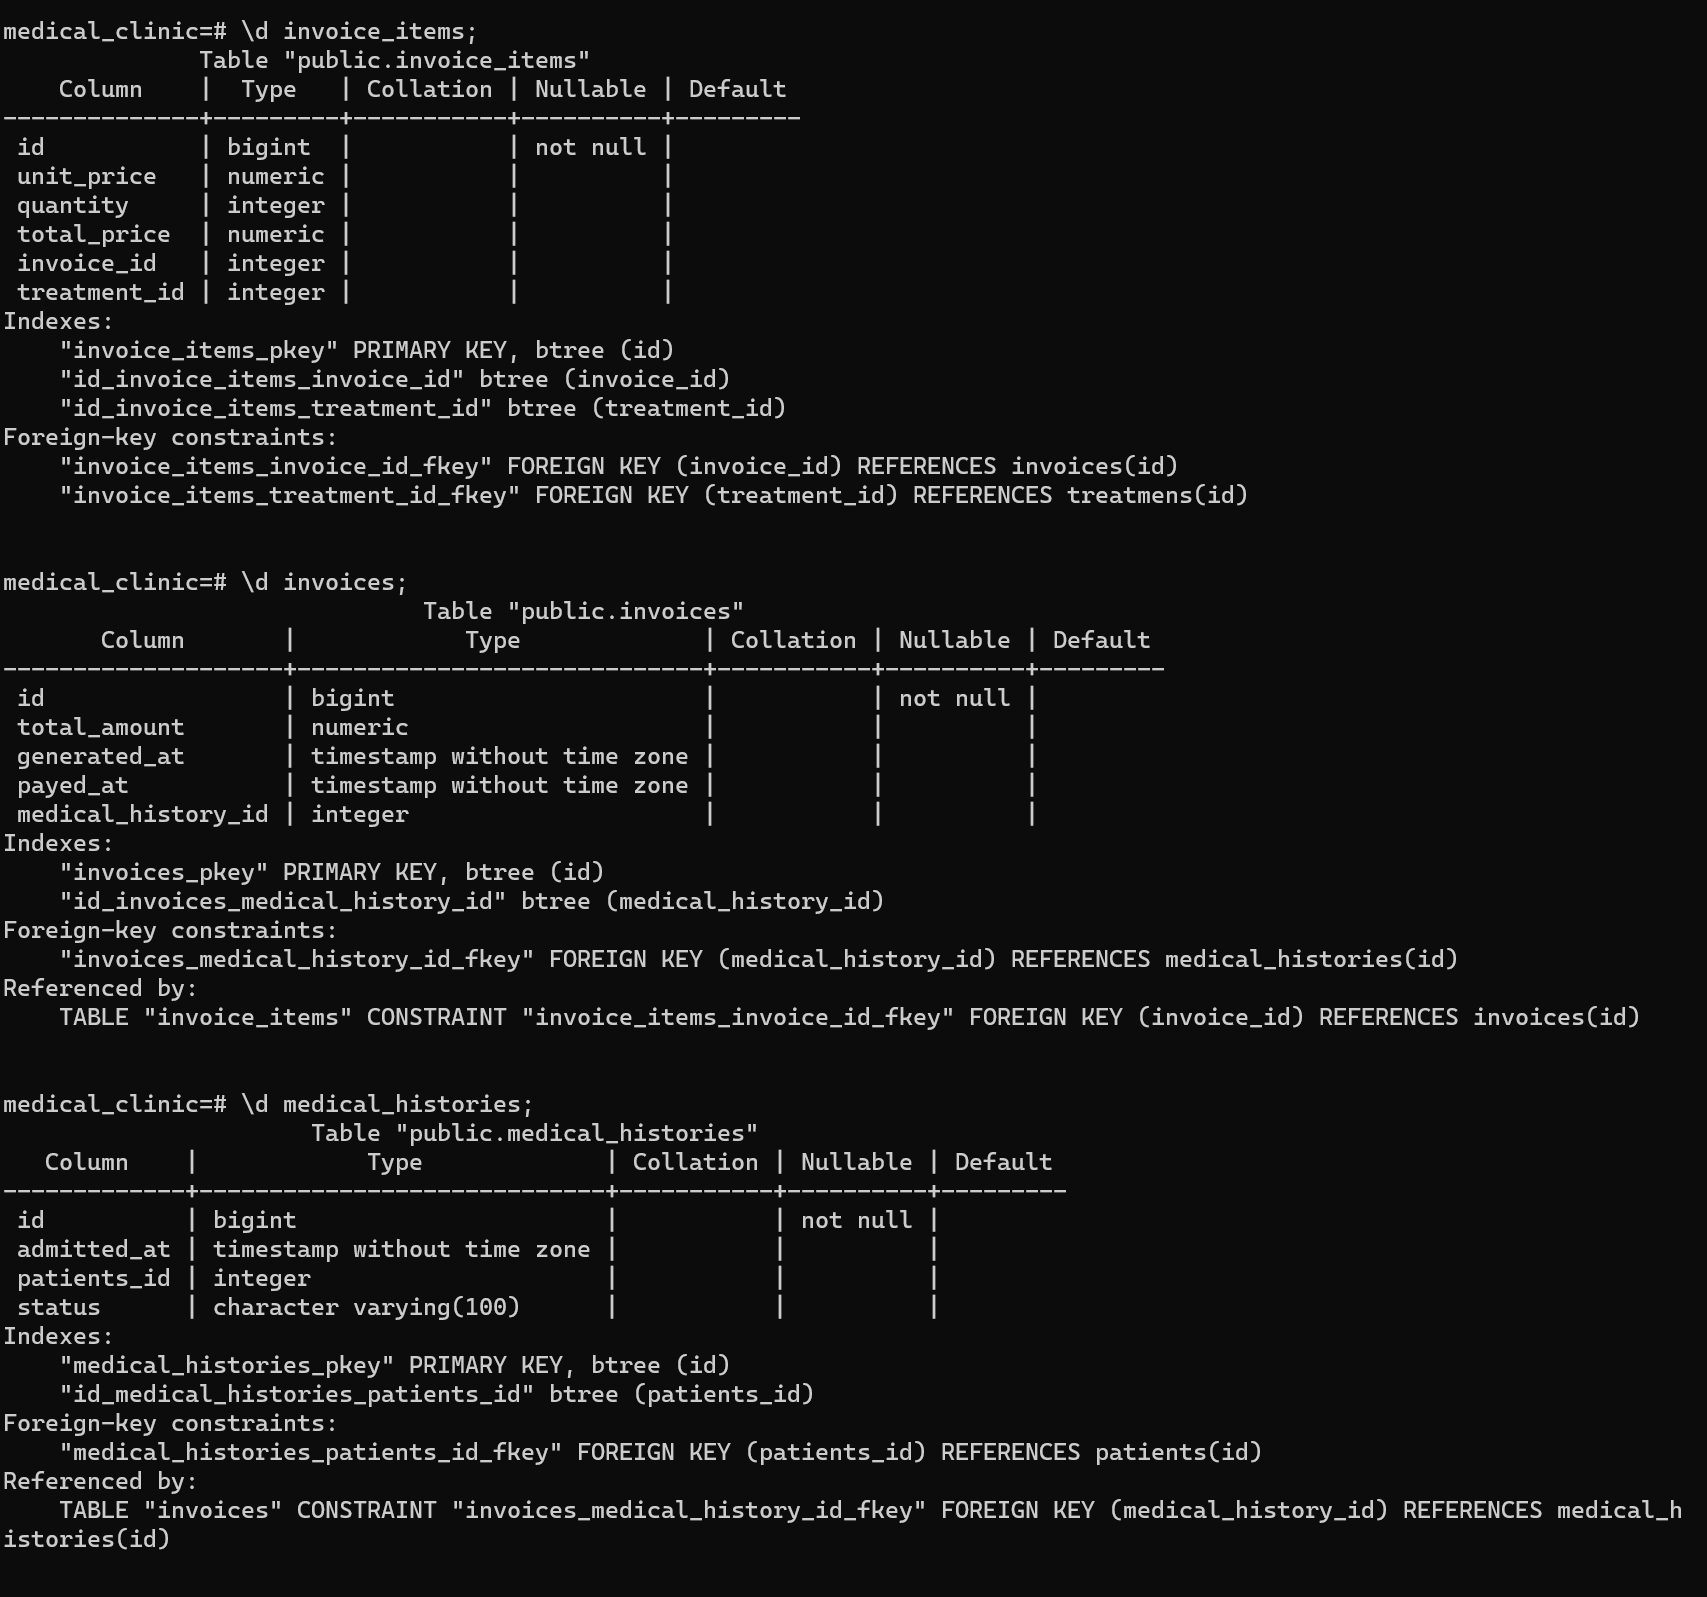 medical_clinic=# \d invoice_items;
              Table "public.invoice_items"
    Column    |  Type   | Collation | Nullable | Default
--------------+---------+-----------+----------+---------
 id           | bigint  |           | not null |
 unit_price   | numeric |           |          |
 quantity     | integer |           |          |
 total_price  | numeric |           |          |
 invoice_id   | integer |           |          |
 treatment_id | integer |           |          |
Indexes:
    "invoice_items_pkey" PRIMARY KEY, btree (id)
    "id_invoice_items_invoice_id" btree (invoice_id)
    "id_invoice_items_treatment_id" btree (treatment_id)
Foreign-key constraints:
    "invoice_items_invoice_id_fkey" FOREIGN KEY (invoice_id) REFERENCES invoices(id)
    "invoice_items_treatment_id_fkey" FOREIGN KEY (treatment_id) REFERENCES treatmens(id)
medical_clinic=# \d invoices;
                              Table "public.invoices"
       Column       |            Type             | Collation | Nullable | Default
--------------------+-----------------------------+-----------+----------+---------
 id                 | bigint                      |           | not null |
 total_amount       | numeric                     |           |          |
 generated_at       | timestamp without time zone |           |          |
 payed_at           | timestamp without time zone |           |          |
 medical_history_id | integer                     |           |          |
Indexes:
    "invoices_pkey" PRIMARY KEY, btree (id)
    "id_invoices_medical_history_id" btree (medical_history_id)
Foreign-key constraints:
    "invoices_medical_history_id_fkey" FOREIGN KEY (medical_history_id) REFERENCES medical_histories(id)
Referenced by:
    TABLE "invoice_items" CONSTRAINT "invoice_items_invoice_id_fkey" FOREIGN KEY (invoice_id) REFERENCES invoices(id)
medical_clinic=# \d medical_histories;
                      Table "public.medical_histories"
   Column    |            Type             | Collation | Nullable | Default
-------------+-----------------------------+-----------+----------+---------
 id          | bigint                      |           | not null |
 admitted_at | timestamp without time zone |           |          |
 patients_id | integer                     |           |          |
 status      | character varying(100)      |           |          |
Indexes:
    "medical_histories_pkey" PRIMARY KEY, btree (id)
    "id_medical_histories_patients_id" btree (patients_id)
Foreign-key constraints:
    "medical_histories_patients_id_fkey" FOREIGN KEY (patients_id) REFERENCES patients(id)
Referenced by:
    TABLE "invoices" CONSTRAINT "invoices_medical_history_id_fkey" FOREIGN KEY (medical_history_id) REFERENCES medical_h
istories(id)